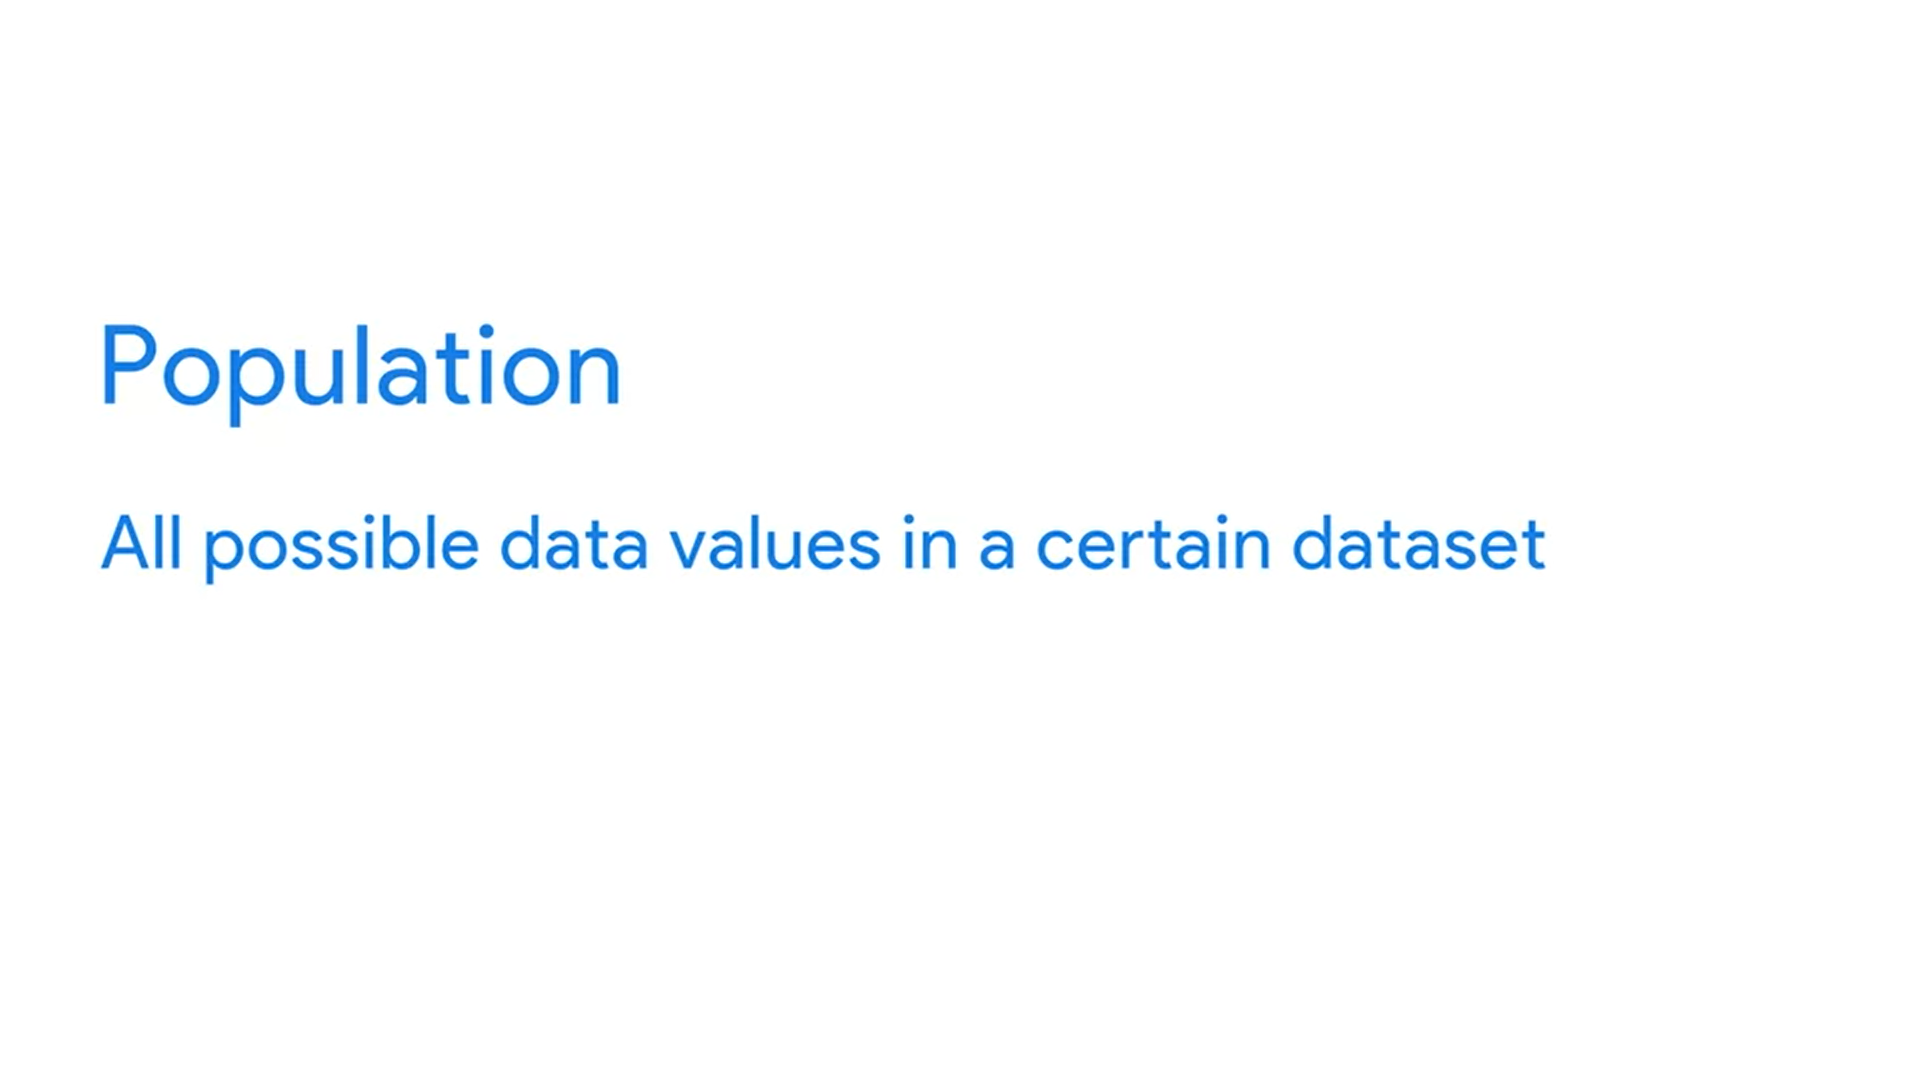 Population
All possible data values in a certain dataset